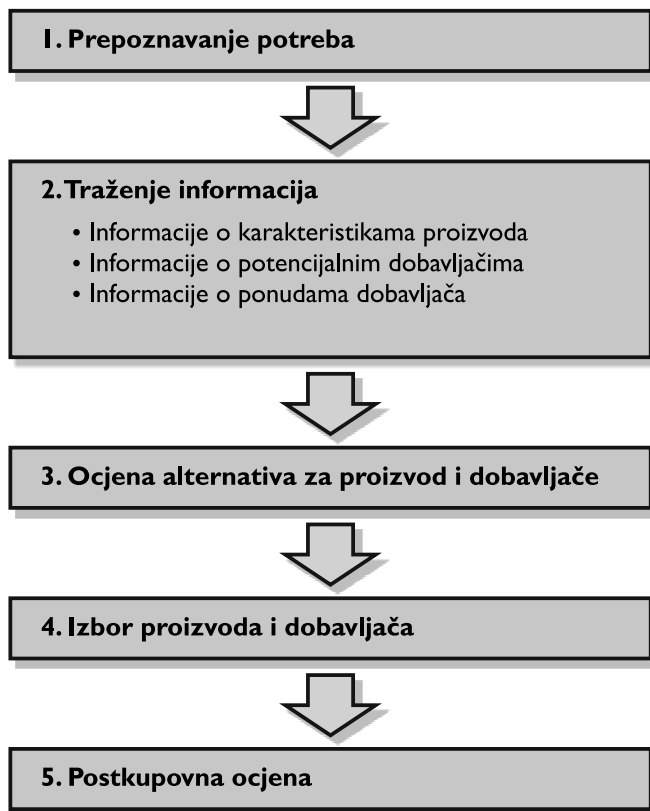 1. Prepoznavanje potreba
2. Traženje informacija
• Informacije o karakteristikama proizvoda
• Informacije o potencijalnim dobavljačima
• Informacije o ponudama dobavljača
3. Ocjena alternativa za proizvod i dobavljače
4. Izbor proizvoda i dobavljača
5. Postkupovna ocjena